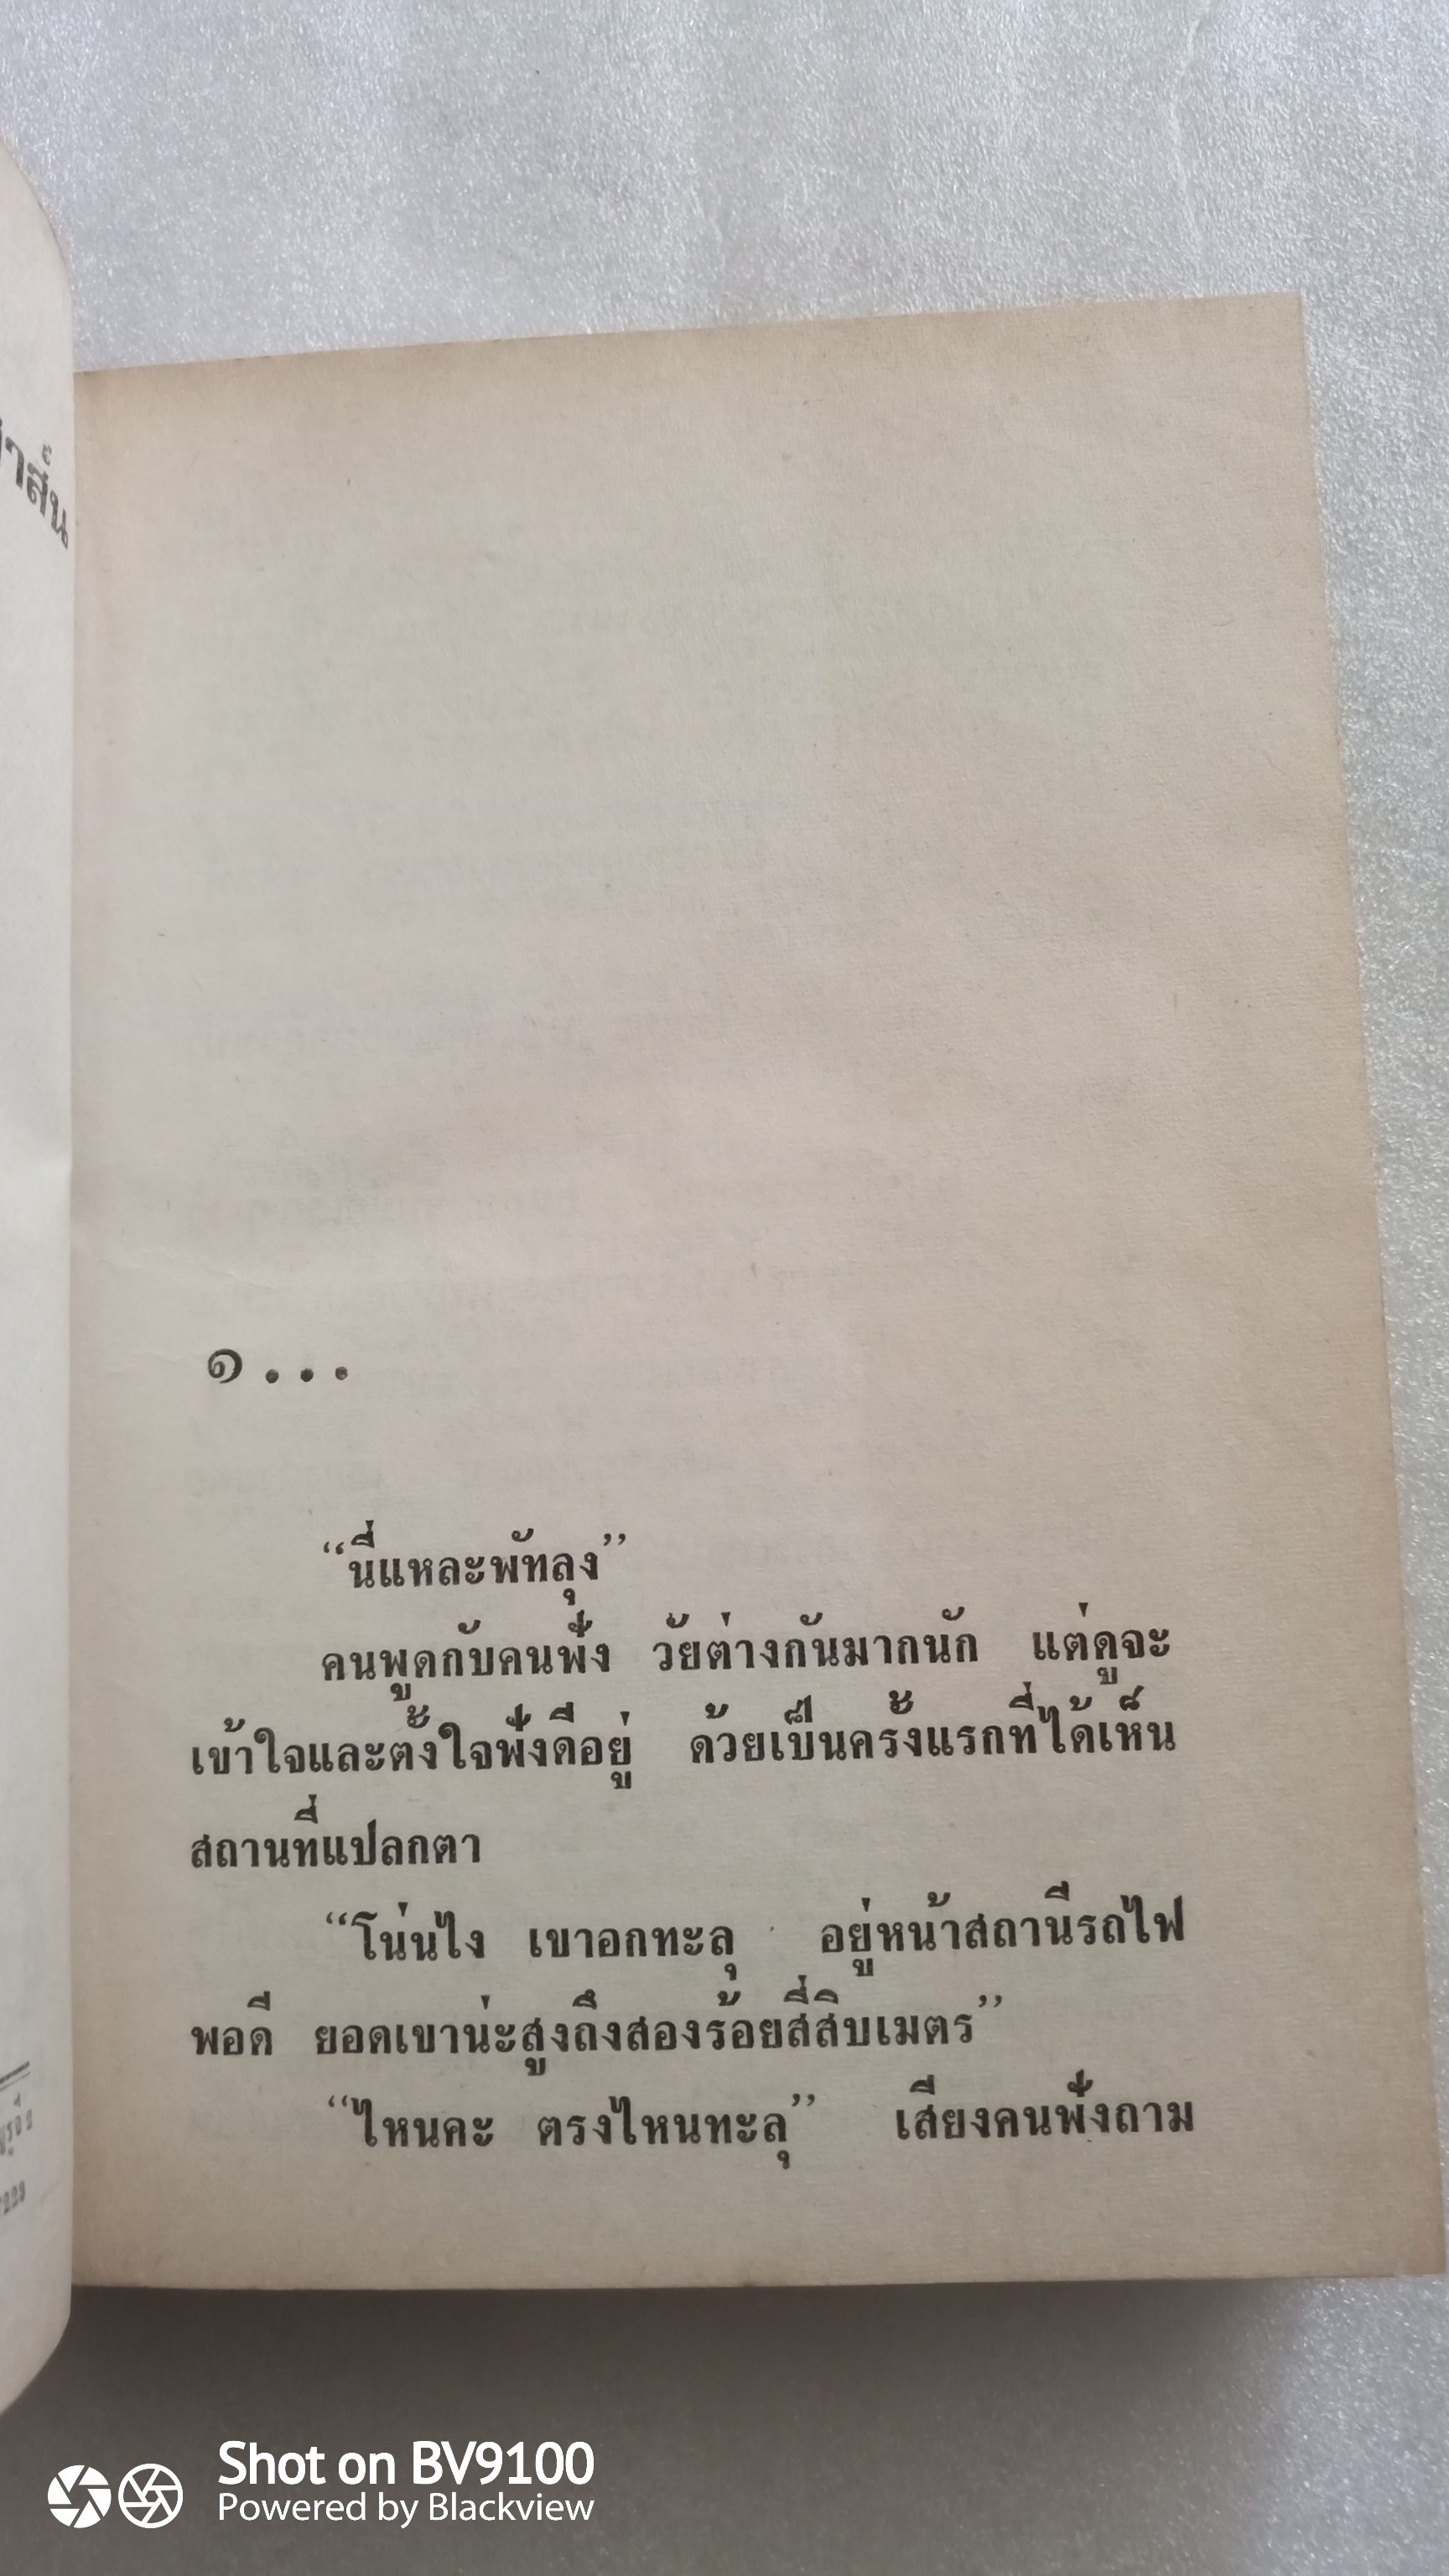 ๑...
“นี่แหละพัทลุง”
คนพูดกับคนฟัง วัยต่างกันมากนัก แต่ดูจะ
เข้าใจและตั้งใจฟังดีอยู่ ด้วยเป็นครั้งแรกที่ได้เห็น
สถานที่แปลกตา
“โน่นไง เขาอกทะลุ อยู่หน้าสถานีรถไฟ
พอดี ยอดเขาน่ะสูงถึงสองร้อยสี่สิบเมตร”
“ไหนคะ ตรงไหนทะลุ” เสียงคนฟังถาม
Shot on BV9100
Powered by Blackview